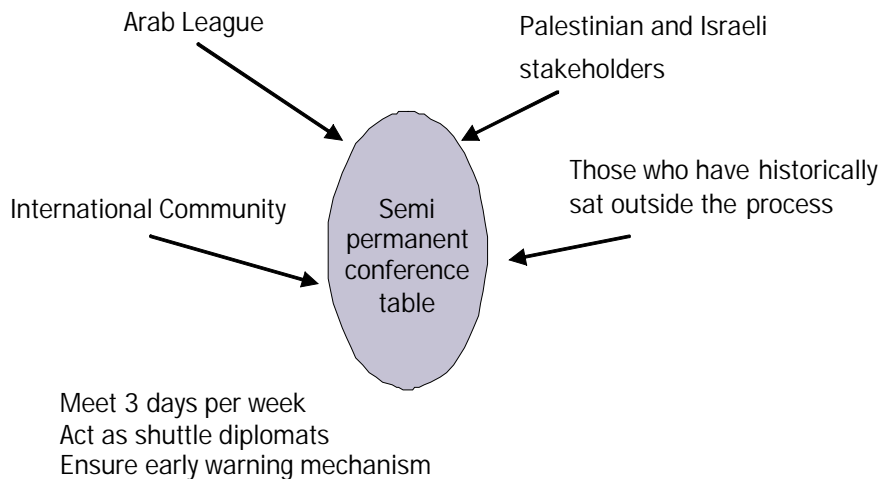 Arab League
Palestinian and Israeli
stakeholders
Those who have historically
sat outside the process
International Community
Semi
permanent
conference
table
Meet 3 days per week
Act as shuttle diplomats
Ensure early warning mechanism